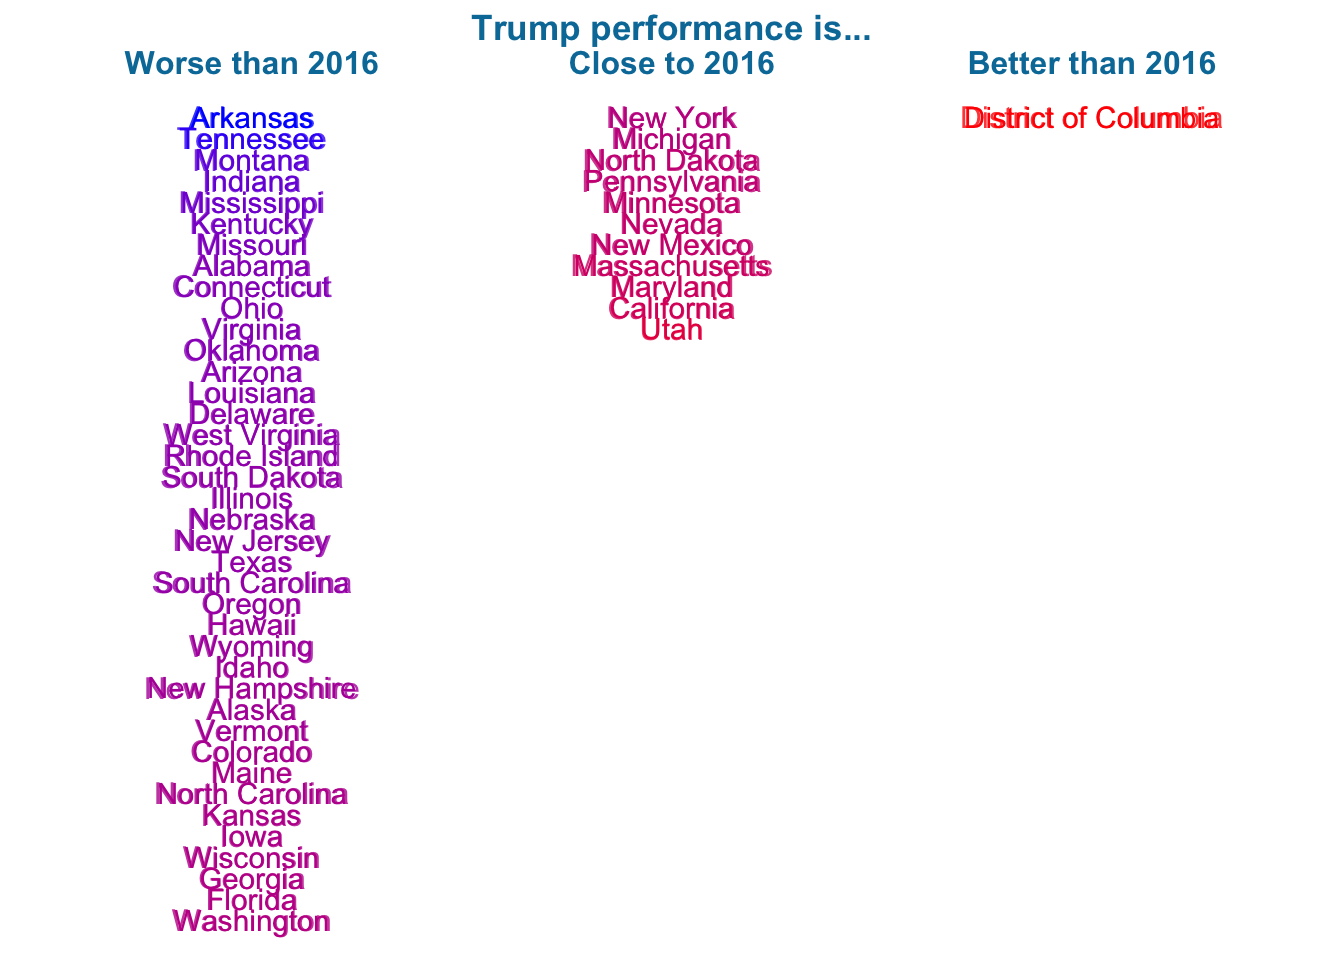 Trump performance is...
Worse than 2016
Close to 2016
Better than 2016
Arkansas
Tennessee
Montana
Indiana
Mississippi
Kentucky
Missouri
Alabama
Connecticut
Ohio
Virginia
Oklahoma
Arizona
Louisiana
Delaware
West Virginia
Rhode Island
South Dakota
Illinois
Nebraska
New Jersey
Texas
South Carolina
Oregon
Hawaii
Wyoming
Idaho
New Hampshire
Alaska
Vermont
Colorado
Maine
North Carolina
Kansas
Iowa
Wisconsin
Georgia
Florida
Washington
New York
Michigan
North Dakota
Pennsylvania
Minnesota
Nevada
New Mexico
Massachusetts
Maryland
California
Utah
District of Columbia